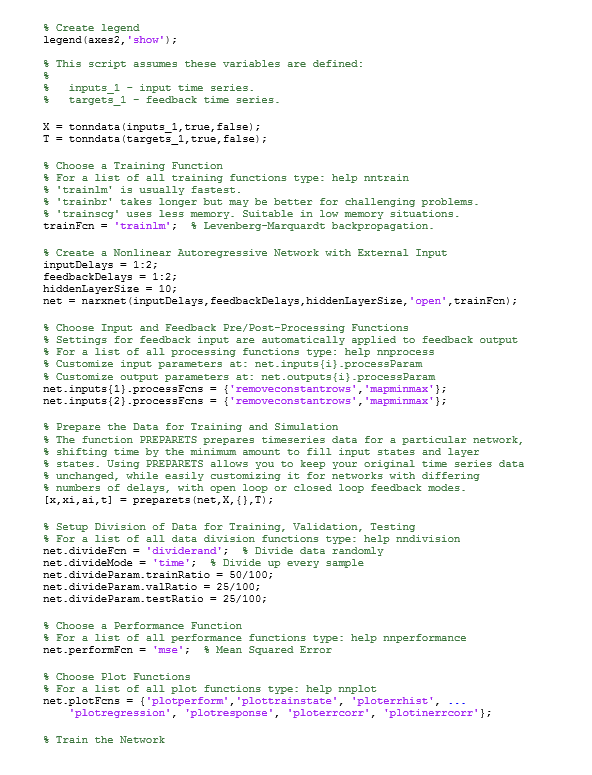 % Create legend
legend(axes2,'show');
% This script assumes these variables are defined:
%
%   inputs_1 - input time series.
%   targets_1 - feedback time series.
X = tonndata(inputs_1,true,false);
T = tonndata(targets_1,true,false);
% Choose a Training Function
% For a list of all training functions type: help nntrain
% 'trainlm' is usually fastest.
% 'trainbr' takes longer but may be better for challenging problems.
% 'trainscg' uses less memory. Suitable in low memory situations.
trainFcn = 'trainlm';  % Levenberg-Marquardt backpropagation.
% Create a Nonlinear Autoregressive Network with External Input
inputDelays = 1:2;
feedbackDelays = 1:2;
hiddenLayerSize = 10;
net = narxnet(inputDelays,feedbackDelays,hiddenLayerSize,'open',trainFcn);
% Choose Input and Feedback Pre/Post-Processing Functions
% Settings for feedback input are automatically applied to feedback output
% For a list of all processing functions type: help nnprocess
% Customize input parameters at: net.inputs{i}.processParam
% Customize output parameters at: net.outputs{i}.processParam
net.inputs{1}.processFcns = {'removeconstantrows','mapminmax'};
net.inputs{2}.processFcns = {'removeconstantrows','mapminmax'};
% Prepare the Data for Training and Simulation
% The function PREPARETS prepares timeseries data for a particular network,
% shifting time by the minimum amount to fill input states and layer
% states. Using PREPARETS allows you to keep your original time series data
% unchanged, while easily customizing it for networks with differing
% numbers of delays, with open loop or closed loop feedback modes.
[x,xi,ai,t] = preparets(net,X,{},T);
% Setup Division of Data for Training, Validation, Testing
% For a list of all data division functions type: help nndivision
net.divideFcn = 'dividerand';  % Divide data randomly
net.divideMode = 'time';  % Divide up every sample
net.divideParam.trainRatio = 50/100;
net.divideParam.valRatio = 25/100;
net.divideParam.testRatio = 25/100;
% Choose a Performance Function
% For a list of all performance functions type: help nnperformance
net.performFcn = 'mse';  % Mean Squared Error
% Choose Plot Functions
% For a list of all plot functions type: help nnplot
net.plotFcns = {'plotperform','plottrainstate', 'ploterrhist', ...
    'plotregression', 'plotresponse', 'ploterrcorr', 'plotinerrcorr'};
% Train the Network